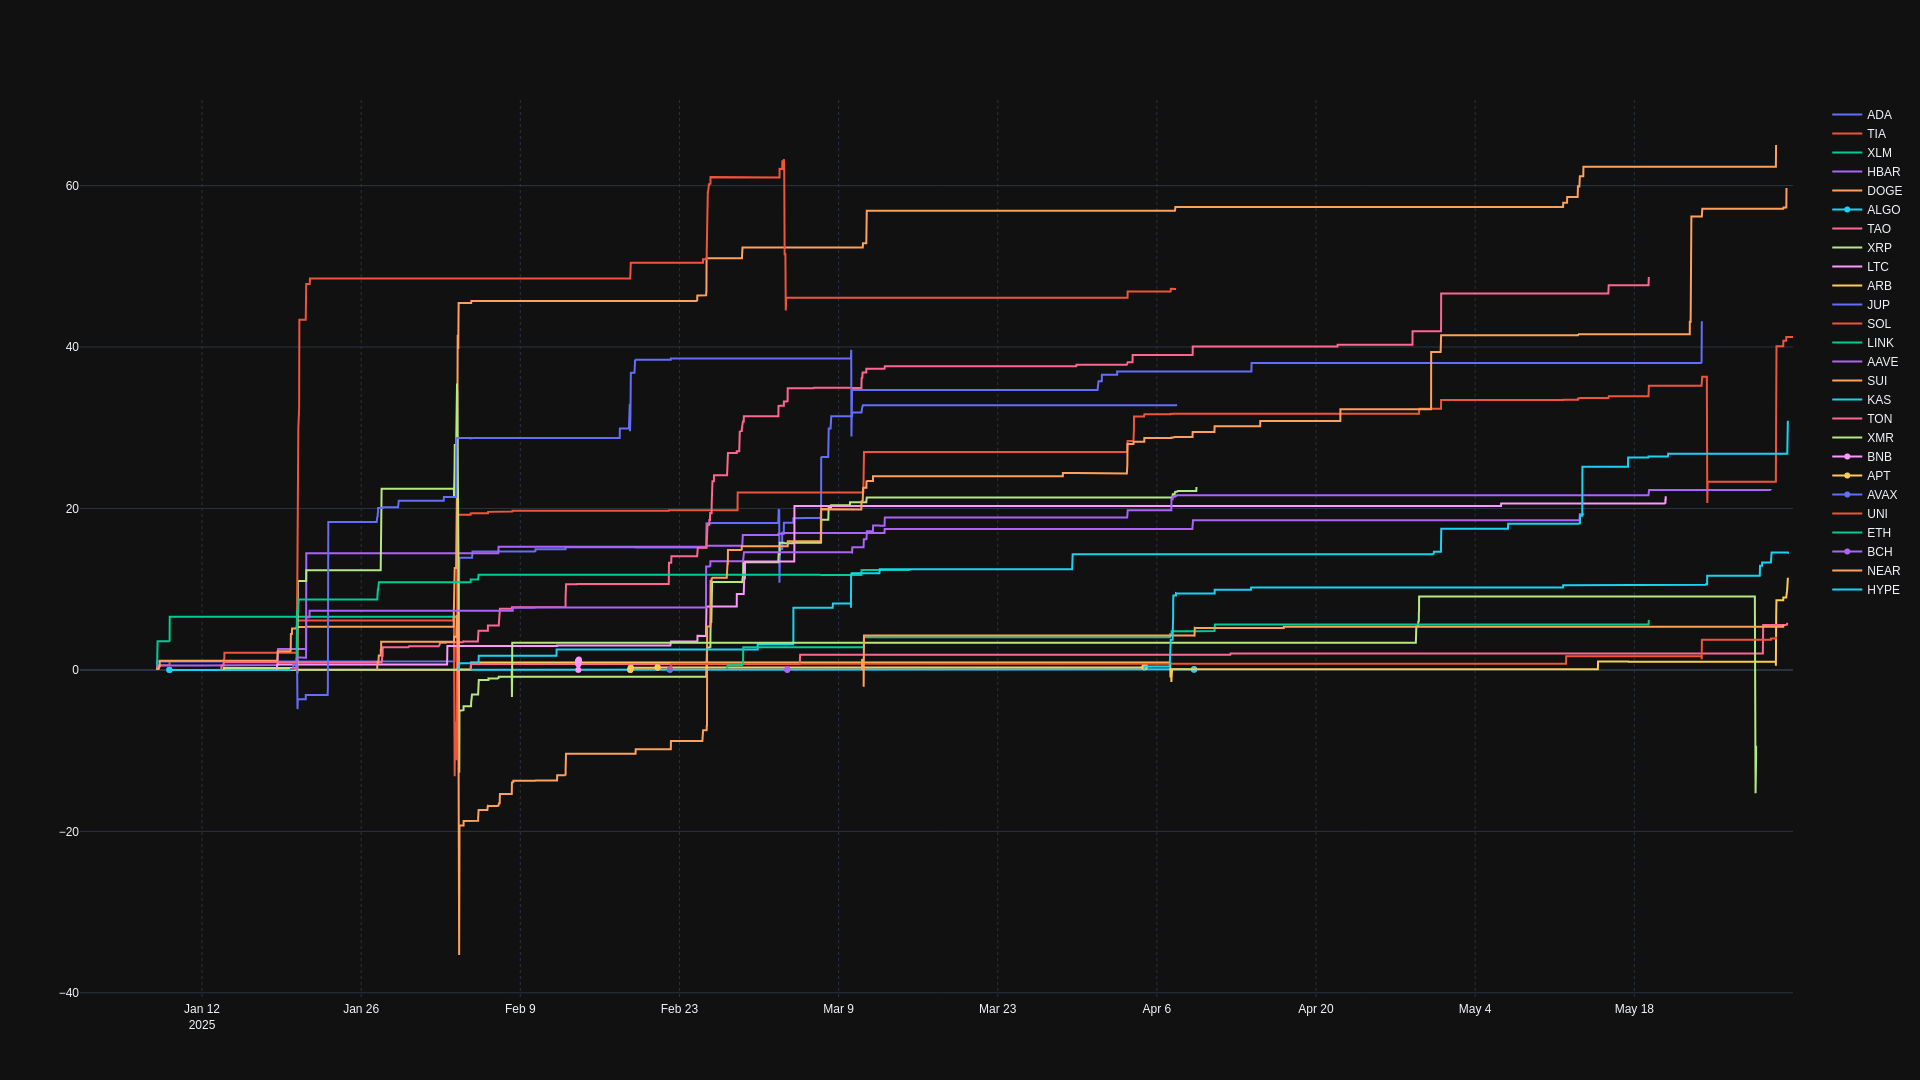 60
40
20
0
−20
−40
Jan 12
2025
Jan 26
Feb 9
Feb 23
Mar 9
Mar 23
Apr 6
Apr 20
May 4
May 18
ADA
TIA
XLM
HBAR
DOGE
ALGO
TAO
XRP
LTC
ARB
JUP
SOL
LINK
AAVE
SUI
KAS
TON
XMR
BNB
APT
AVAX
UNI
ETH
BCH
NEAR
HYPE